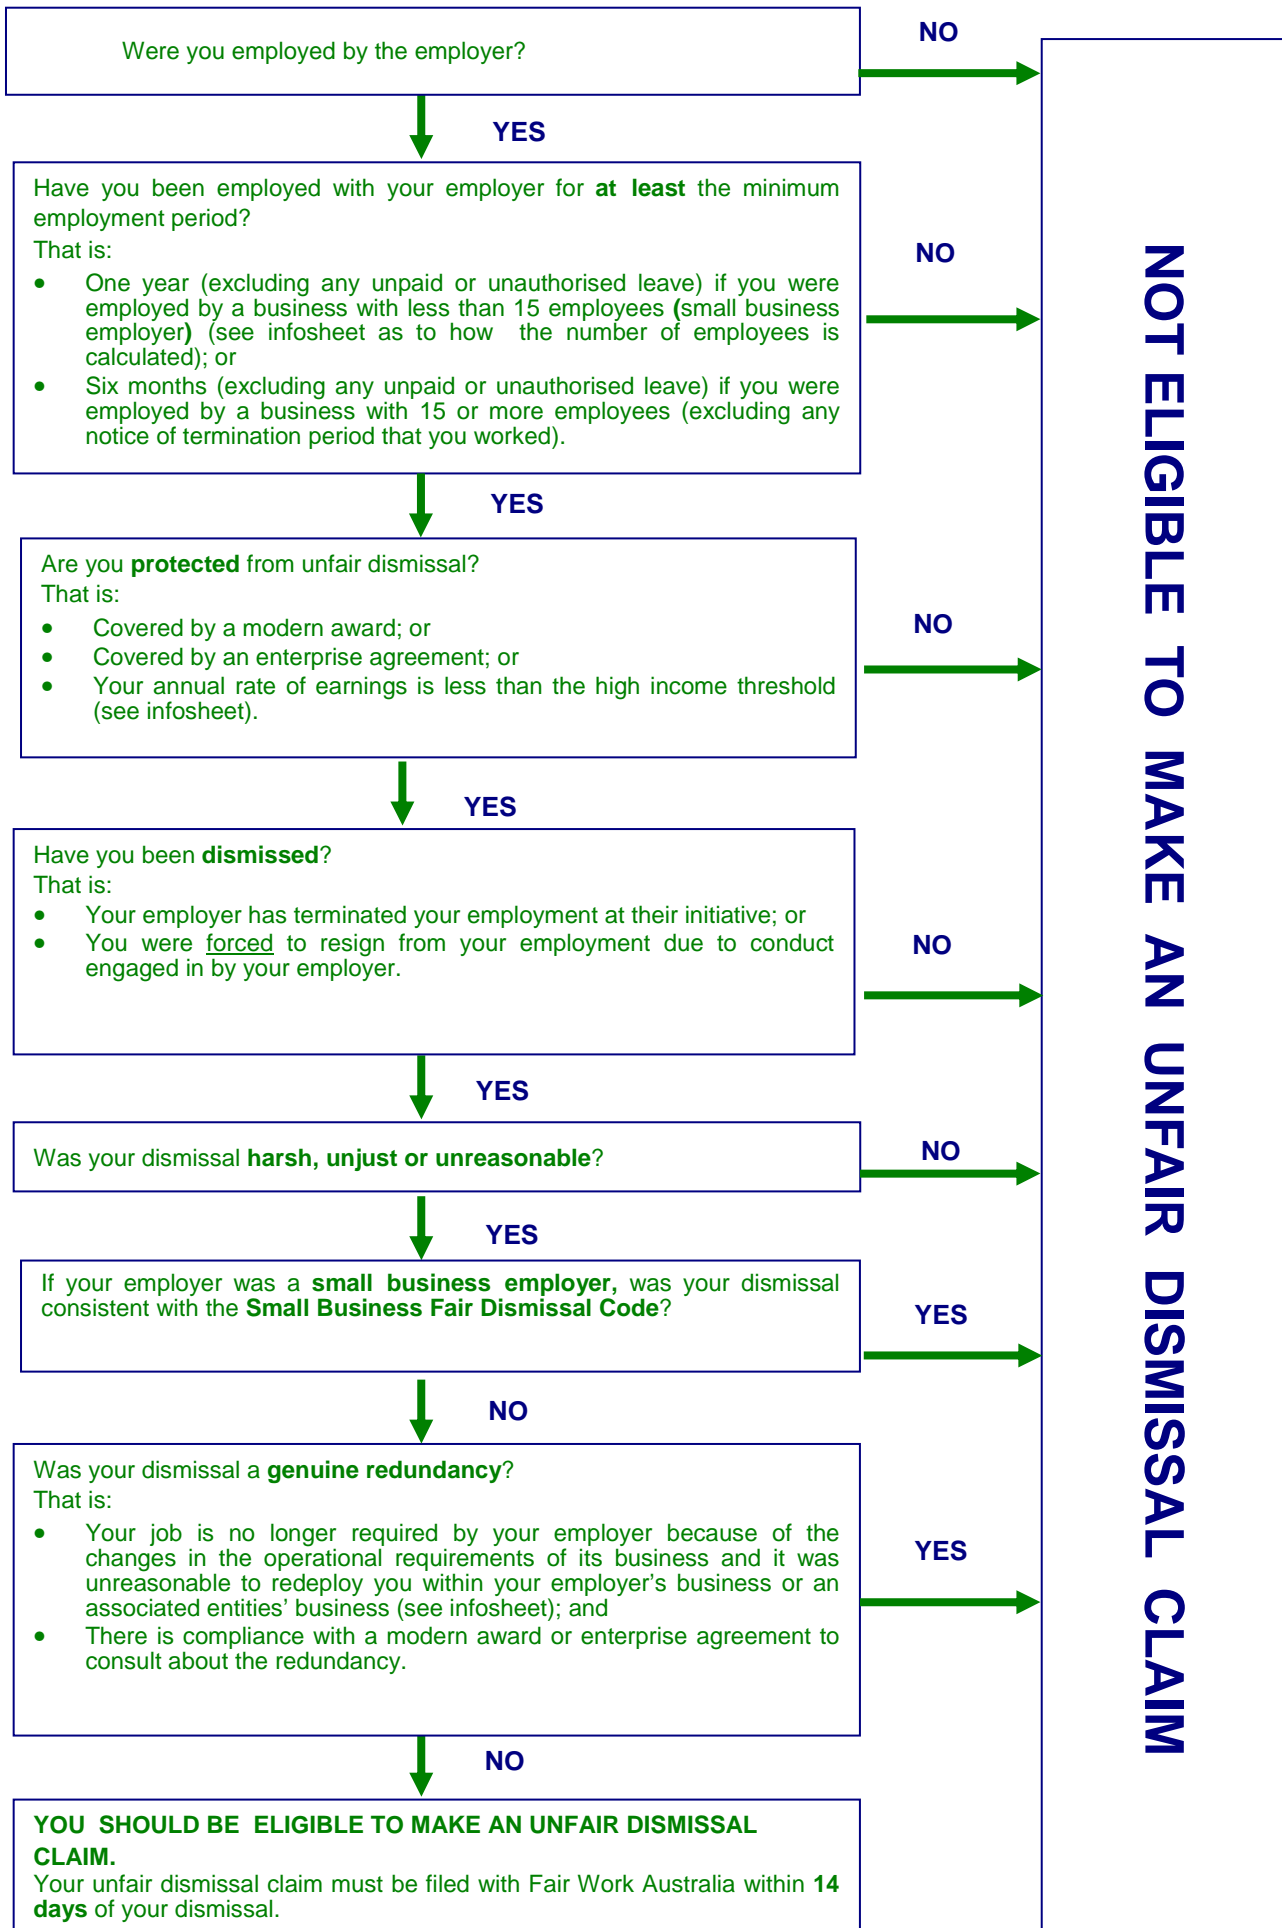 Were you employed by the employer?
NO
YES
Have you been employed with your employer for at least the minimum
employment period?
That is:
• One year (excluding any unpaid or unauthorised leave) if you were
employed by a business with less than 15 employees (small business
employer) (see infosheet as to how the number of employees is
calculated); or
• Six months (excluding any unpaid or unauthorised leave) if you were
employed by a business with 15 or more employees (excluding any
notice of termination period that you worked).
NO
YES
Are you protected from unfair dismissal?
That is:
• Covered by a modern award; or
• Covered by an enterprise agreement; or
• Your annual rate of earnings is less than the high income threshold
(see infosheet).
NO
YES
Have you been dismissed?
That is:
• Your employer has terminated your employment at their initiative; or
• You were forced to resign from your employment due to conduct
engaged in by your employer.
NO
YES
Was your dismissal harsh, unjust or unreasonable?
NO
YES
If your employer was a small business employer, was your dismissal
consistent with the Small Business Fair Dismissal Code?
YES
NO
Was your dismissal a genuine redundancy?
That is:
• Your job is no longer required by your employer because of the
changes in the operational requirements of its business and it was
unreasonable to redeploy you within your employer's business or an
associated entities' business (see infosheet); and
• There is compliance with a modern award or enterprise agreement to
consult about the redundancy.
YES
NO
YOU SHOULD BE ELIGIBLE TO MAKE AN UNFAIR DISMISSAL
CLAIM.
Your unfair dismissal claim must be filed with Fair Work Australia within 14
days of your dismissal.
NOT ELIGIBLE TO MAKE AN UNFAIR DISMISSAL CLAIM